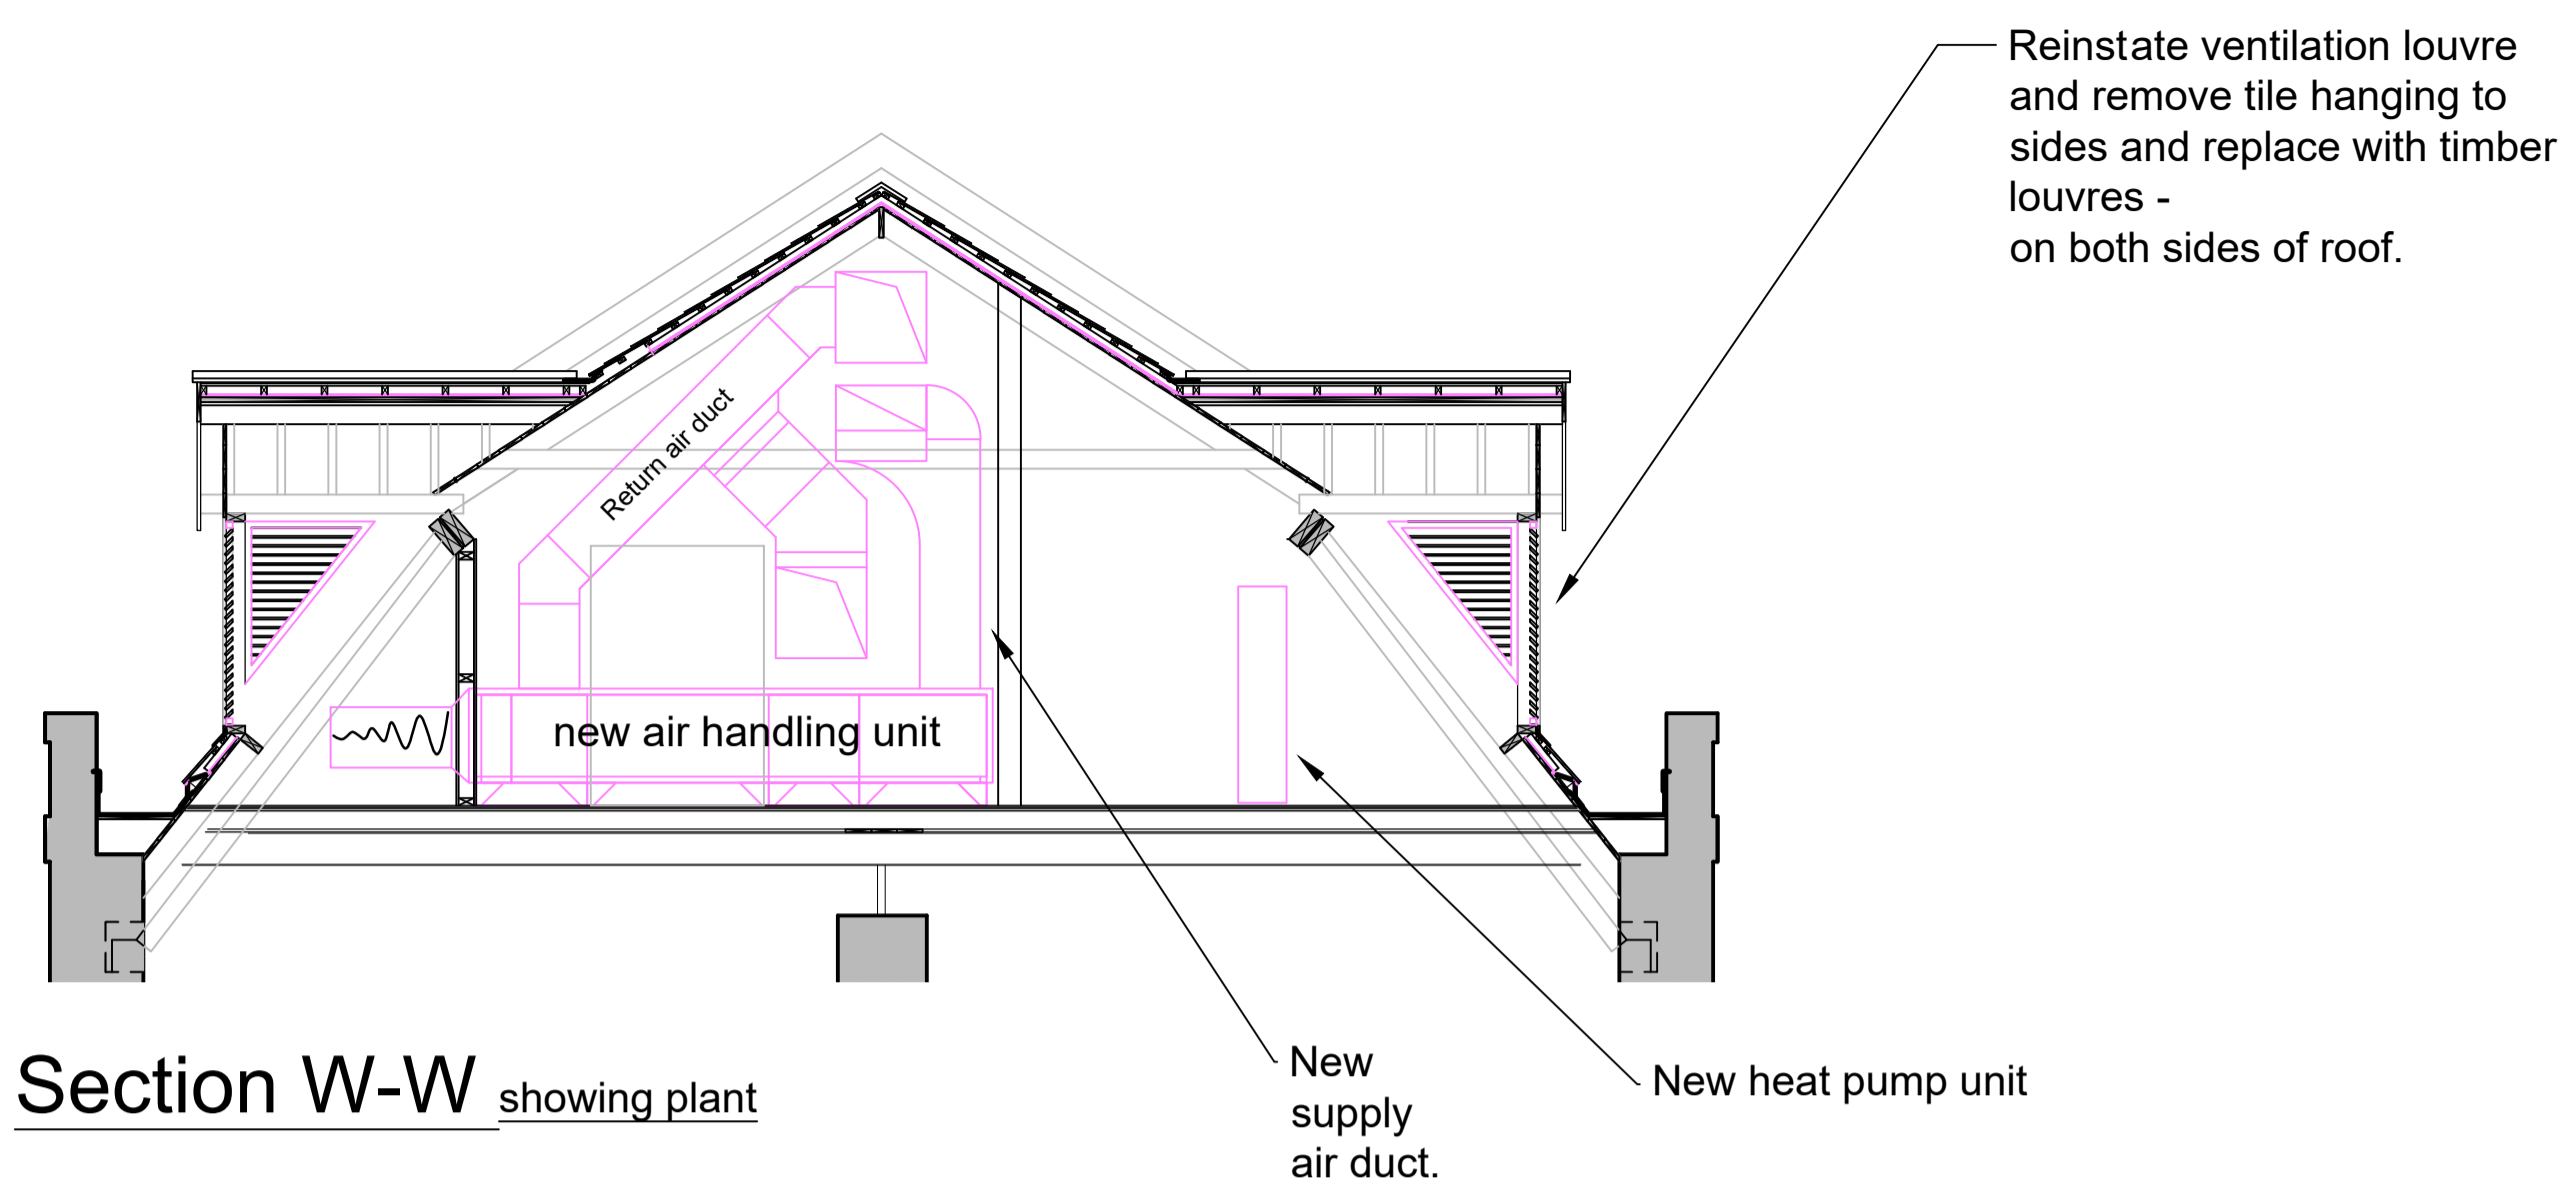 Reinstate ventilation louvre
and remove tile hanging to
sides and replace with timber
louvres -
on both sides of roof.
Return air duct
new air handling unit
New
supply
air duct.
New heat pump unit
Section W-W showing plant